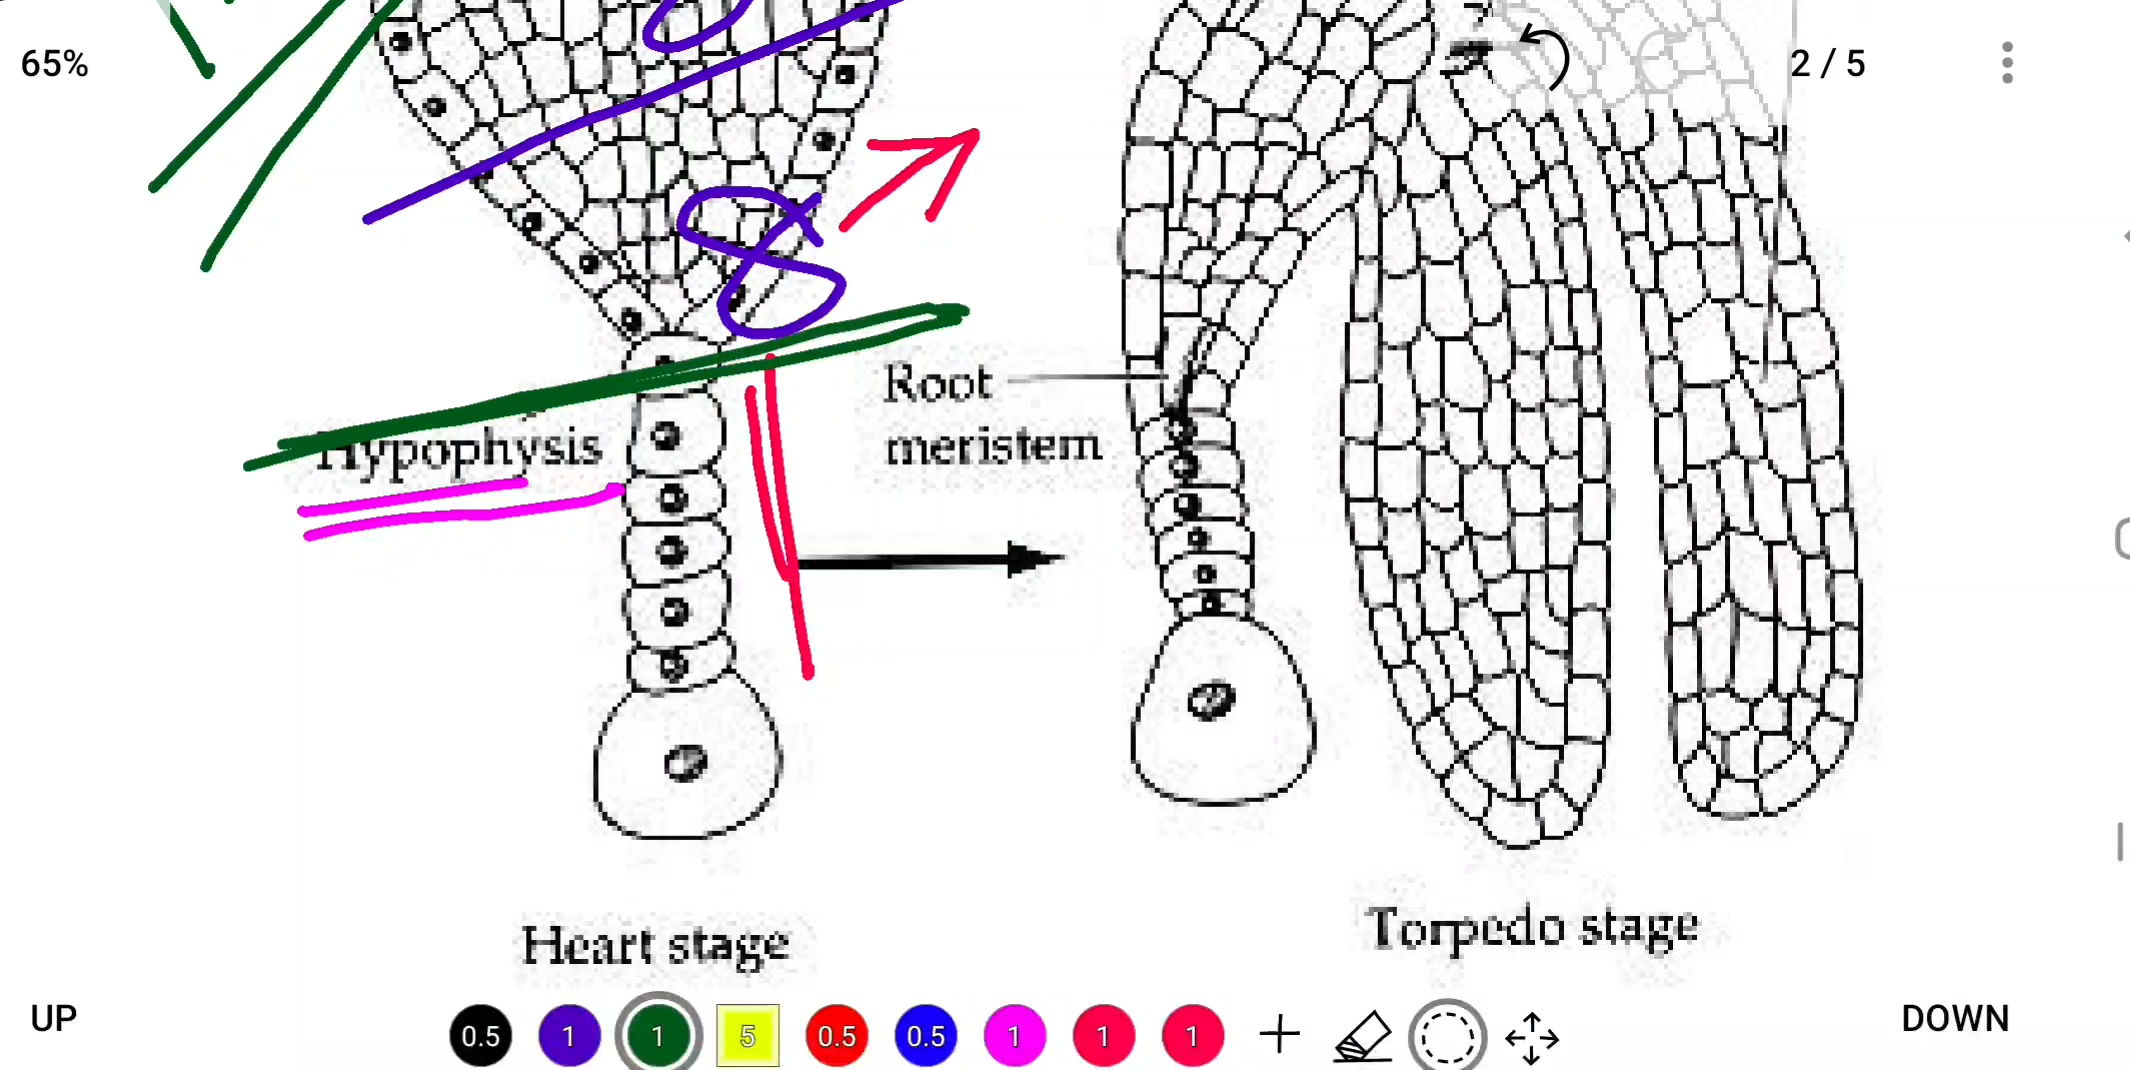 65%
2 / 5
Root
meristem
Hypophysis
Heart stage
Torpedo stage
UP
0.5 1 1 5 0.5 0.5 1 1 1
DOWN